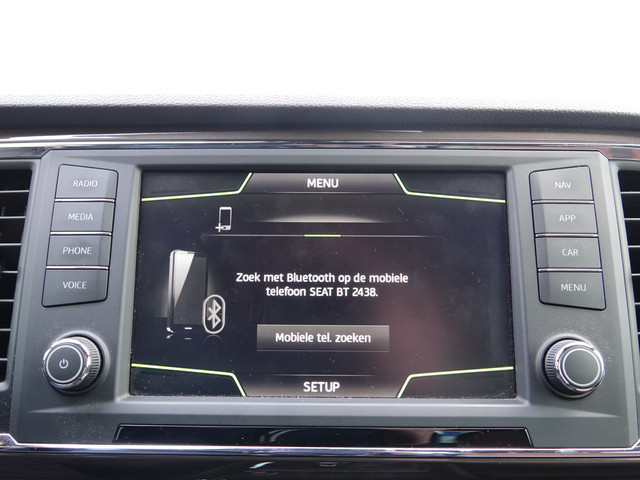 RADIO
MEDIA
PHONE
VOICE
MENU
Zoek met Bluetooth op de mobiele
telefoon SEAT BT 2438.
Mobiele tel. zoeken
SETUP
NAV
APP
CAR
MENU